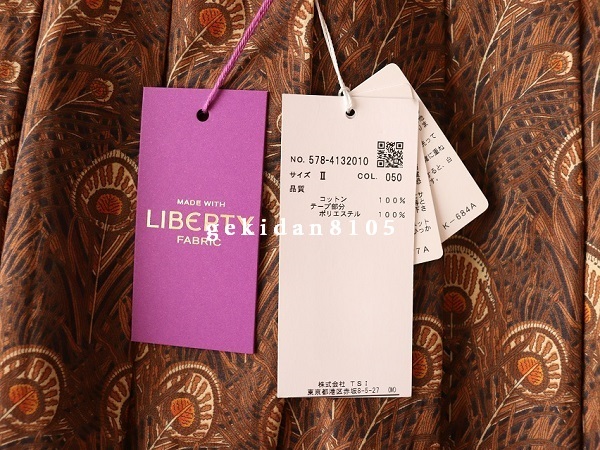 MADE WITH
LIBERTY
FABRIC
NO. 578-4132010
サイズ Ⅱ COL. 050
品質
コットン 100%
テープ部分
ポリエステル 100%
株式会社 TSI
東京都港区赤坂8-5-27 (M)
K-684A
7A
gekidan8105